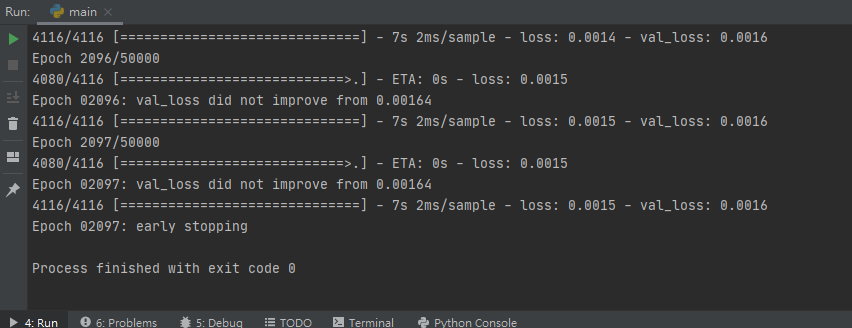 Run: main ×
4116/4116 [==============================] - 7s 2ms/sample - loss: 0.0014 - val_loss: 0.0016
Epoch 2096/50000
4080/4116 [============================>.] - ETA: 0s - loss: 0.0015
Epoch 02096: val_loss did not improve from 0.00164
4116/4116 [==============================] - 7s 2ms/sample - loss: 0.0015 - val_loss: 0.0016
Epoch 2097/50000
4080/4116 [============================>.] - ETA: 0s - loss: 0.0015
Epoch 02097: val_loss did not improve from 0.00164
4116/4116 [==============================] - 7s 2ms/sample - loss: 0.0015 - val_loss: 0.0016
Epoch 02097: early stopping
Process finished with exit code 0
4: Run 6: Problems 5: Debug TODO Terminal Python Console